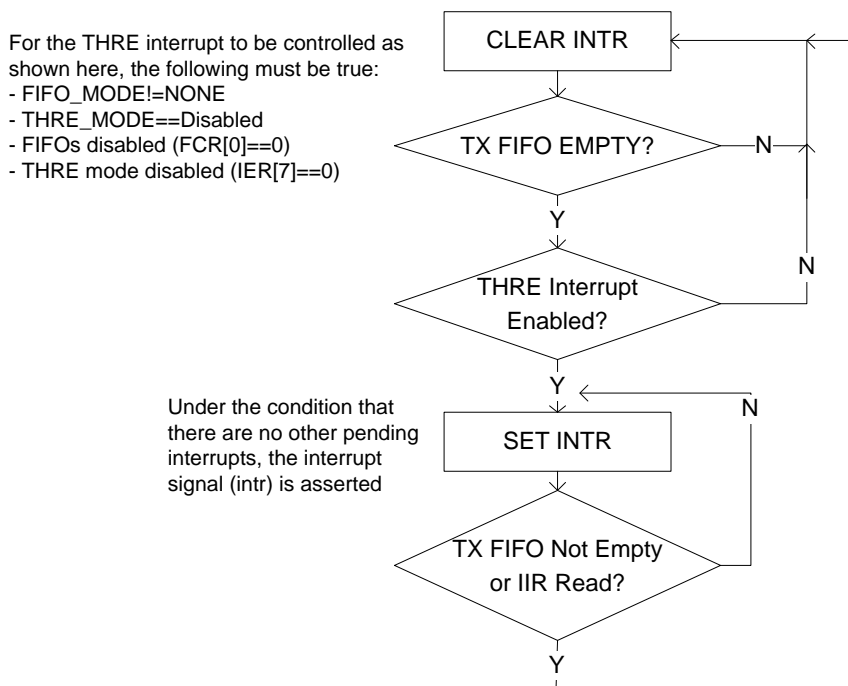 For the THRE interrupt to be controlled as
shown here, the following must be true:
- FIFO_MODE!=NONE
- THRE_MODE==Disabled
- FIFOs disabled (FCR[0]==0)
- THRE mode disabled (IER[7]==0)
CLEAR INTR
TX FIFO EMPTY?
N
Y
N
THRE Interrupt
Enabled?
Y
N
Under the condition that
there are no other pending
interrupts, the interrupt
signal (intr) is asserted
SET INTR
TX FIFO Not Empty
or IIR Read?
Y